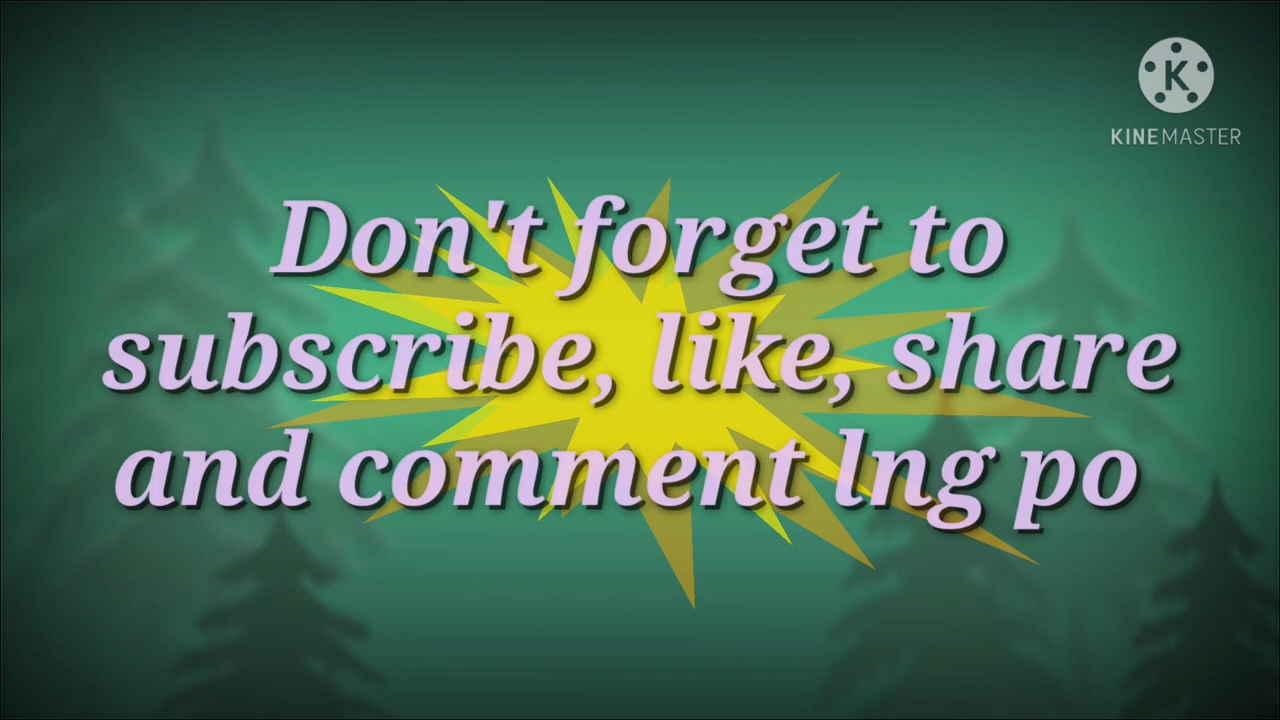 K
KINEMASTER
Don't forget to
subscribe, like, share
and comment lng po